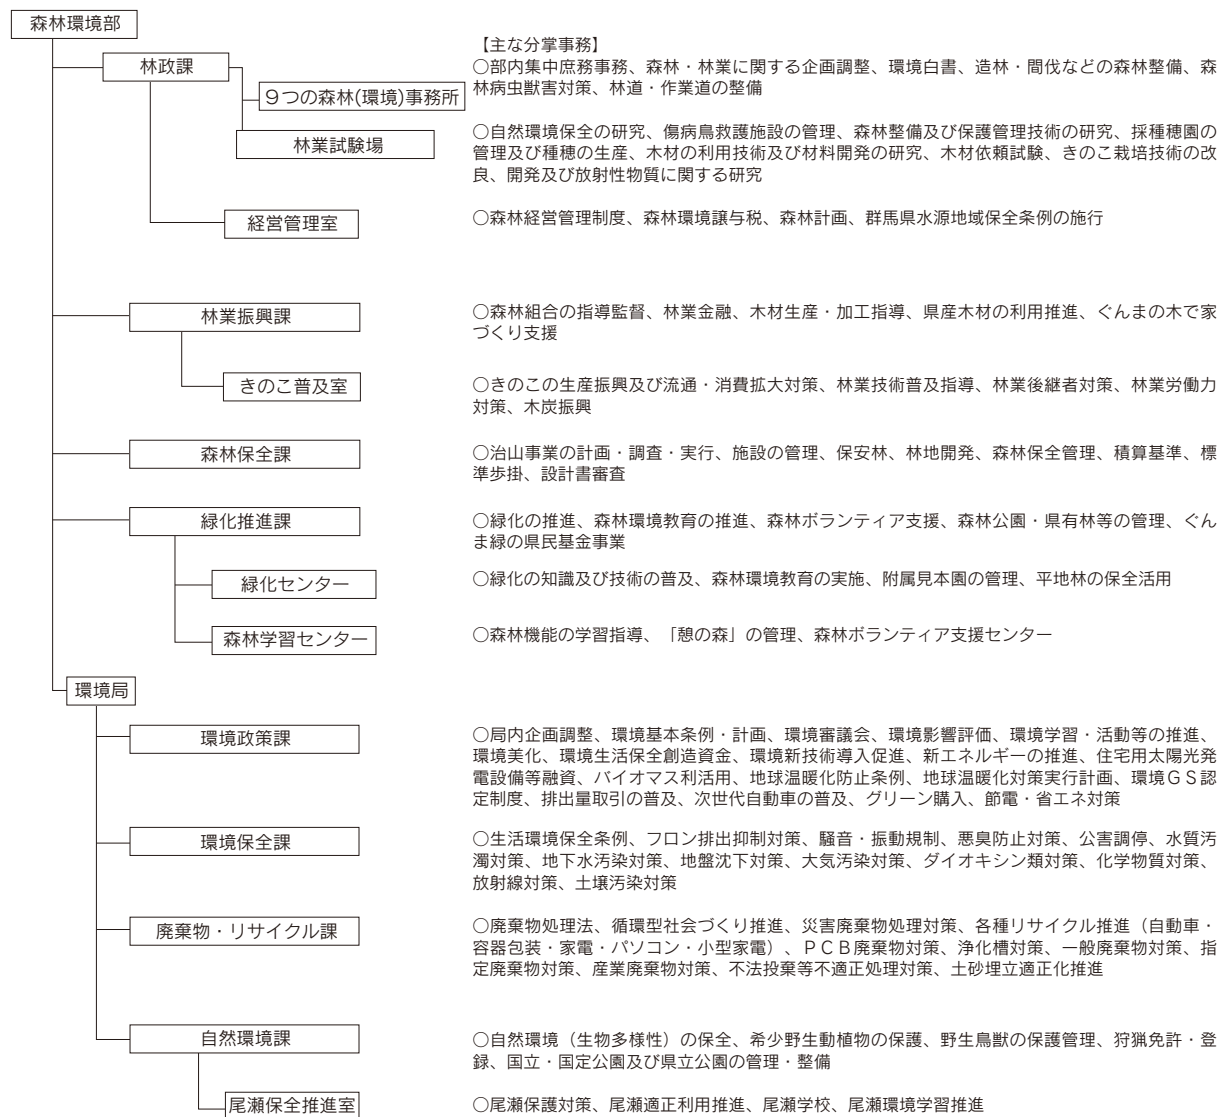 森林環境部
【主な分掌事務】
林政課
○部内集中庶務事務、森林・林業に関する企画調整、環境白書、造林・間伐などの森林整備、森
林病虫獣害対策、林道・作業道の整備
９つの森林(環境)事務所
林業試験場
○自然環境保全の研究、傷病鳥救護施設の管理、森林整備及び保護管理技術の研究、採種穂園の
管理及び種穂の生産、木材の利用技術及び材料開発の研究、木材依頼試験、きのこ栽培技術の改
良、開発及び放射性物質に関する研究
経営管理室
○森林経営管理制度、森林環境譲与税、森林計画、群馬県水源地域保全条例の施行
林業振興課
○森林組合の指導監督、林業金融、木材生産・加工指導、県産木材の利用推進、ぐんまの木で家
づくり支援
きのこ普及室
○きのこの生産振興及び流通・消費拡大対策、林業技術普及指導、林業後継者対策、林業労働力
対策、木炭振興
森林保全課
○治山事業の計画・調査・実行、施設の管理、保安林、林地開発、森林保全管理、積算基準、標
準歩掛、設計書審査
緑化推進課
○緑化の推進、森林環境教育の推進、森林ボランティア支援、森林公園・県有林等の管理、ぐん
ま緑の県民基金事業
緑化センター
○緑化の知識及び技術の普及、森林環境教育の実施、附属見本園の管理、平地林の保全活用
森林学習センター
○森林機能の学習指導、「憩の森」の管理、森林ボランティア支援センター
環境局
環境政策課
○局内企画調整、環境基本条例・計画、環境審議会、環境影響評価、環境学習・活動等の推進、
環境美化、環境生活保全創造資金、環境新技術導入促進、新エネルギーの推進、住宅用太陽光発
電設備等融資、バイオマス利活用、地球温暖化防止条例、地球温暖化対策実行計画、環境ＧＳ認
定制度、排出量取引の普及、次世代自動車の普及、グリーン購入、節電・省エネ対策
環境保全課
○生活環境保全条例、フロン排出抑制対策、騒音・振動規制、悪臭防止対策、公害調停、水質汚
濁対策、地下水汚染対策、地盤沈下対策、大気汚染対策、ダイオキシン類対策、化学物質対策、
放射線対策、土壌汚染対策
廃棄物・リサイクル課
○廃棄物処理法、循環型社会づくり推進、災害廃棄物処理対策、各種リサイクル推進（自動車・
容器包装・家電・パソコン・小型家電）、ＰＣＢ廃棄物対策、浄化槽対策、一般廃棄物対策、指
定廃棄物対策、産業廃棄物対策、不法投棄等不適正処理対策、土砂埋立適正化推進
自然環境課
○自然環境（生物多様性）の保全、希少野生動植物の保護、野生鳥獣の保護管理、狩猟免許・登
録、国立・国定公園及び県立公園の管理・整備
尾瀬保全推進室
○尾瀬保護対策、尾瀬適正利用推進、尾瀬学校、尾瀬環境学習推進